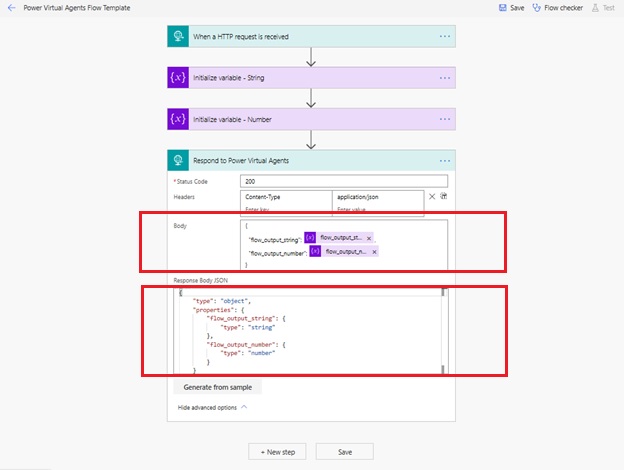 Power Virtual Agents Flow Template
Save
Flow checker
Test
When a HTTP request is received
{x} Initialize variable - String
{x} Initialize variable - Number
Respond to Power Virtual Agents
*Status Code
200
Headers
Content-Type
application/json
Enter key
Enter value
Body
{
"flow_output_string": {x} flow_output_st... ×
"flow_output_number": {x} flow_output_n... ×
}
Response Body JSON
{
"type": "object",
"properties": {
"flow_output_string": {
"type": "string"
},
"flow_output_number": {
"type": "number"
}
}
Generate from sample
Hide advanced options
+ New step
Save